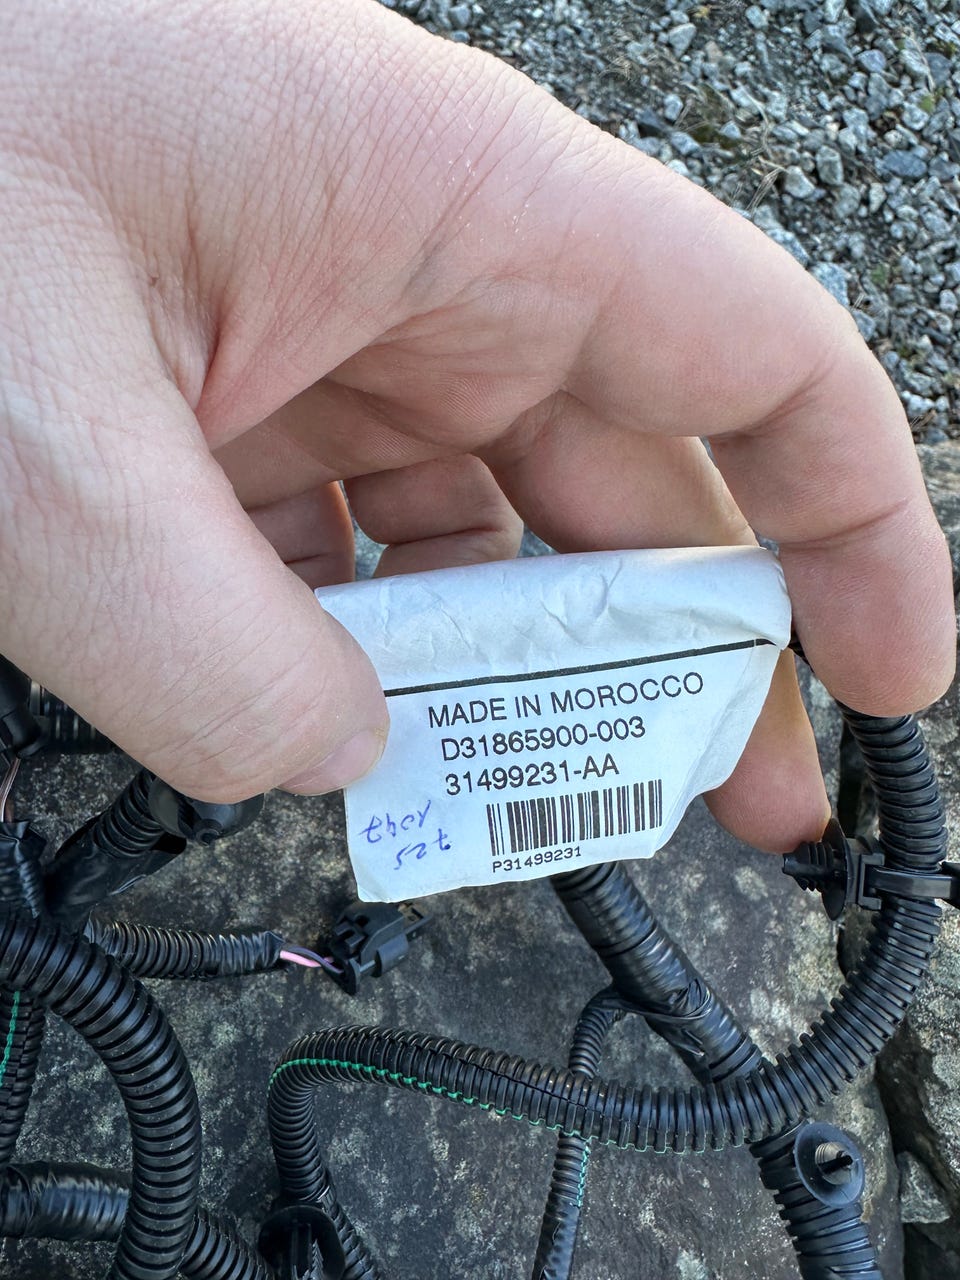 MADE IN MOROCCO
D31865900-003
31499231-AA
P31499231